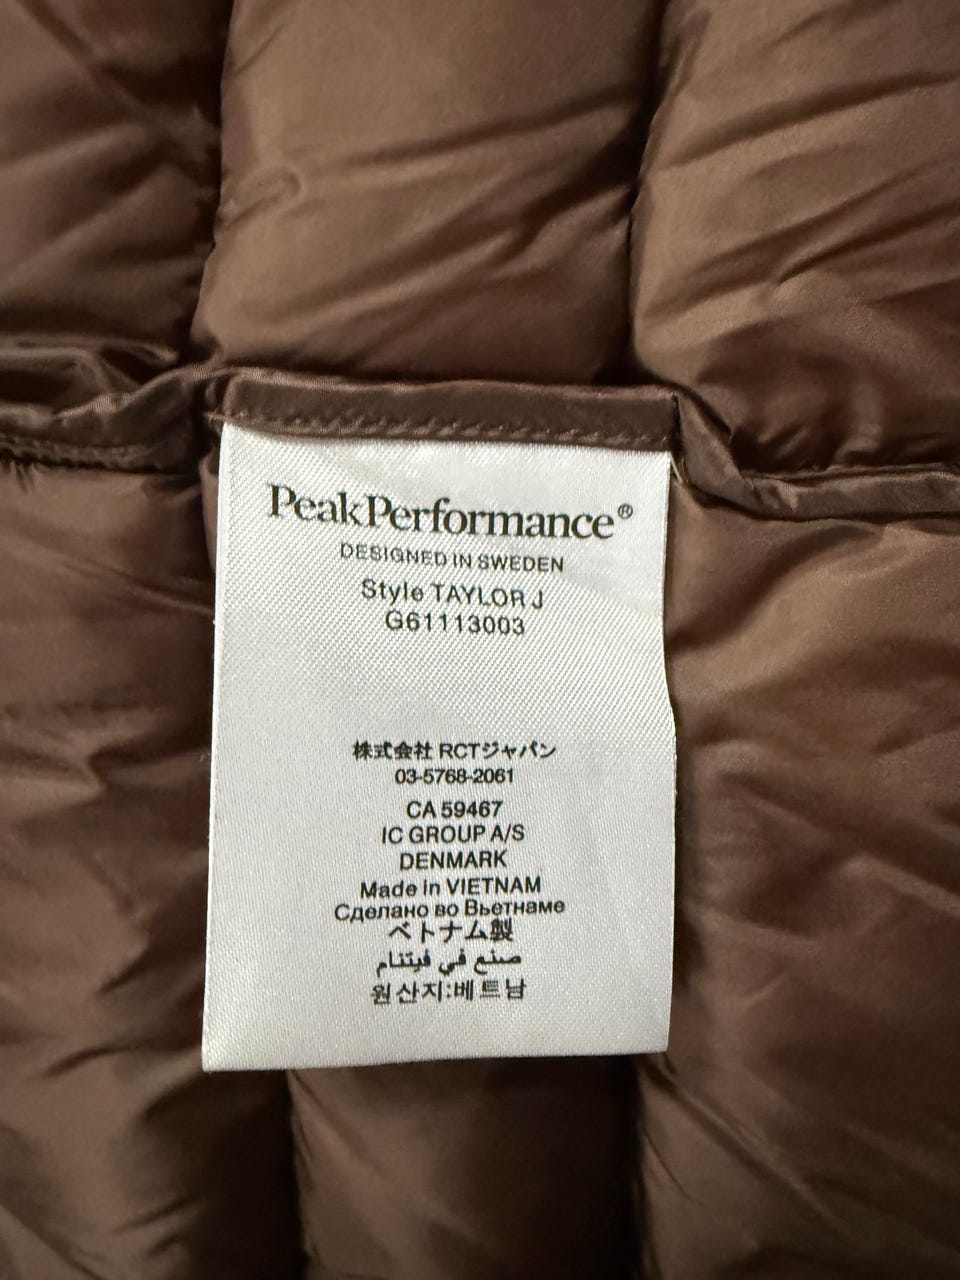 PeakPerformance®
DESIGNED IN SWEDEN
Style TAYLOR J
G61113003
株式会社 RCTジャパン
03-5768-2061
CA 59467
IC GROUP A/S
DENMARK
Made in VIETNAM
Сделано во Вьетнаме
ベトナム製
صنع في فيتنام
원산지:베트남